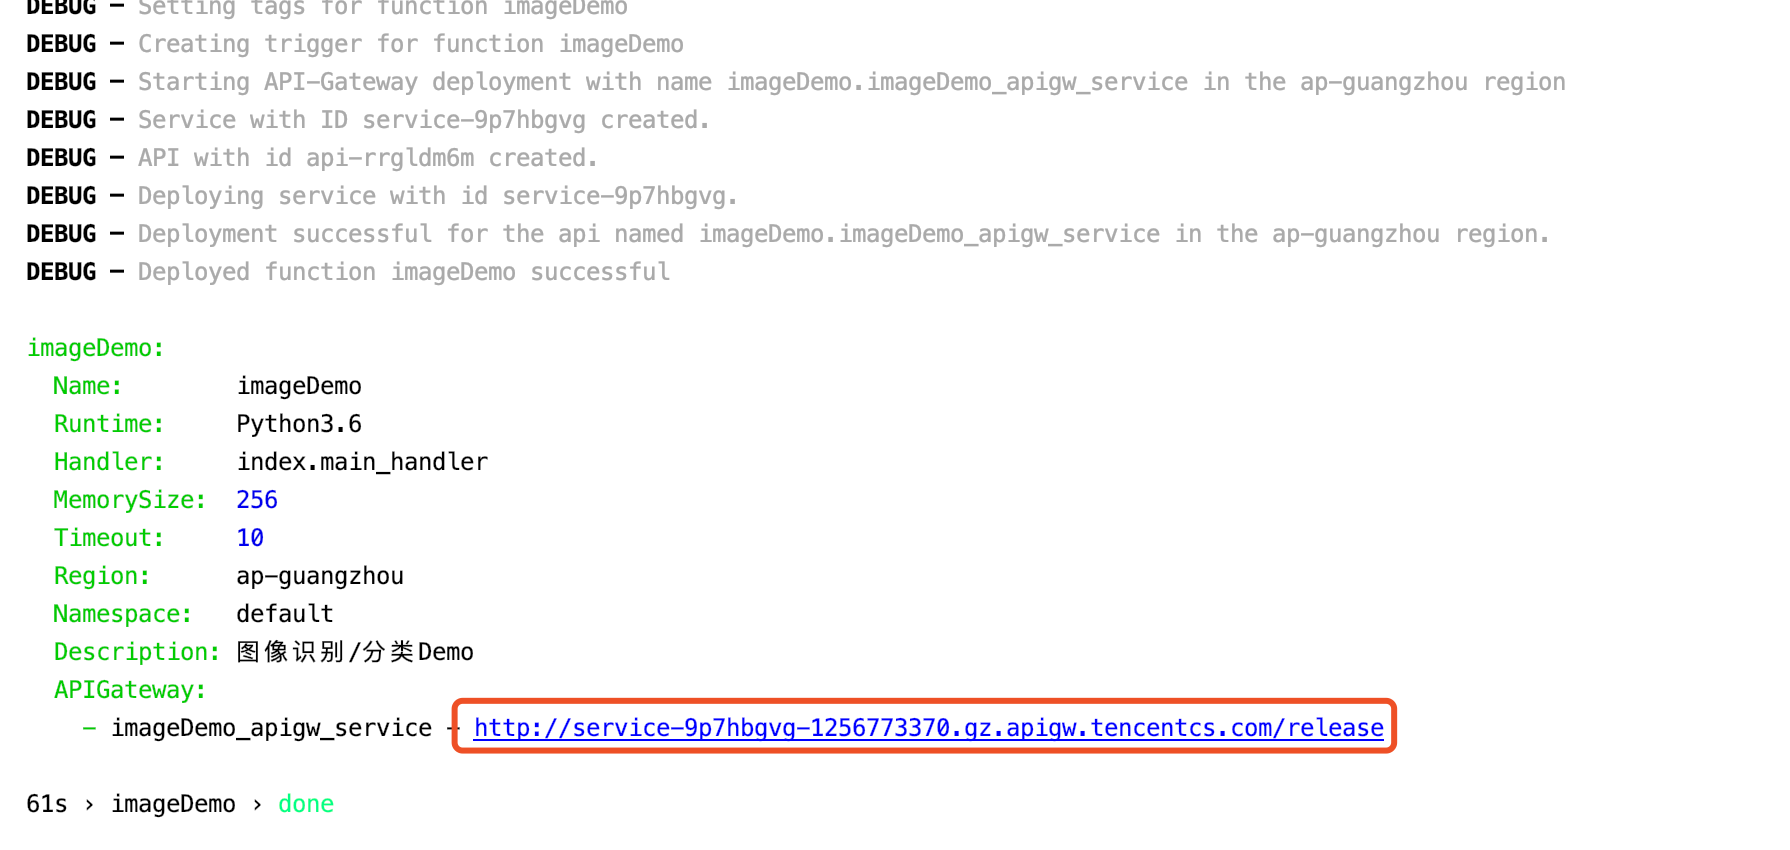 DEBUG — Setting tags for function imageDemo
DEBUG — Creating trigger for function imageDemo
DEBUG — Starting API-Gateway deployment with name imageDemo.imageDemo_apigw_service in the ap-guangzhou region
DEBUG — Service with ID service-9p7hbgvg created.
DEBUG — API with id api-rrgldm6m created.
DEBUG — Deploying service with id service-9p7hbgvg.
DEBUG — Deployment successful for the api named imageDemo.imageDemo_apigw_service in the ap-guangzhou region.
DEBUG — Deployed function imageDemo successful
imageDemo:
Name: imageDemo
Runtime: Python3.6
Handler: index.main_handler
MemorySize: 256
Timeout: 10
Region: ap-guangzhou
Namespace: default
Description: 图像识别/分类Demo
APIGateway:
- imageDemo_apigw_service - http://service-9p7hbgvg-1256773370.gz.apigw.tencentcs.com/release
61s › imageDemo › done